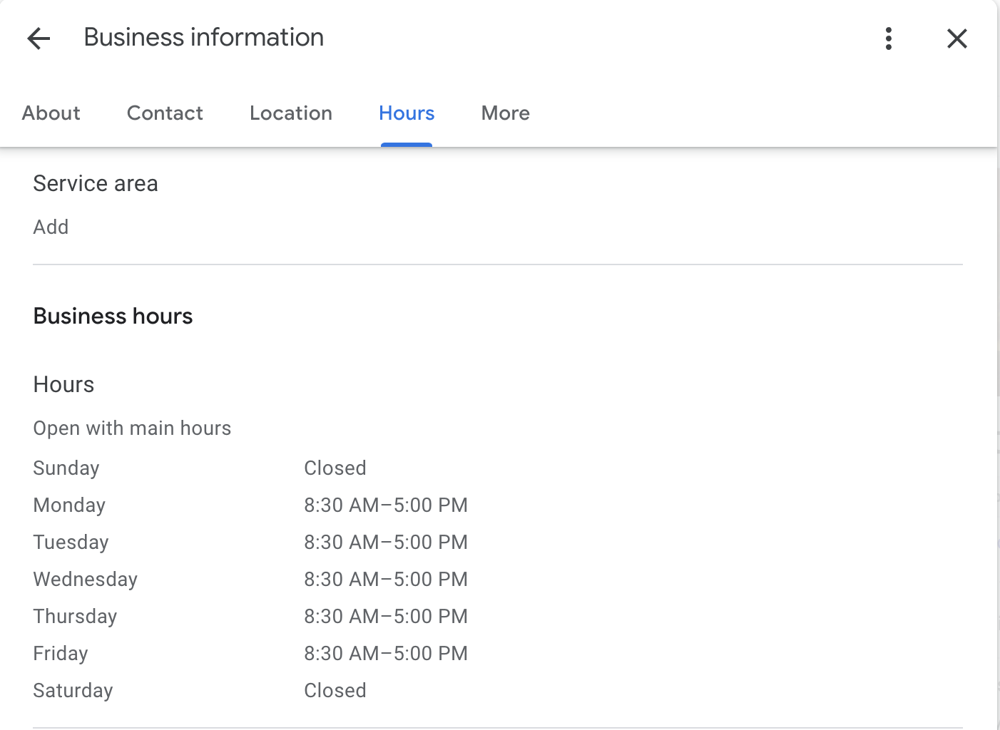 Business information
About Contact Location Hours More
Service area
Add
Business hours
Hours
Open with main hours
Sunday Closed
Monday 8:30 AM–5:00 PM
Tuesday 8:30 AM–5:00 PM
Wednesday 8:30 AM–5:00 PM
Thursday 8:30 AM–5:00 PM
Friday 8:30 AM–5:00 PM
Saturday Closed